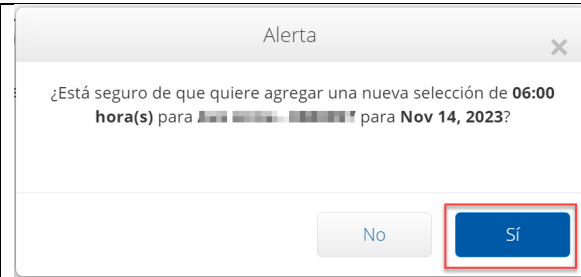 Alerta
¿Está seguro de que quiere agregar una nueva selección de 06:00
hora(s) para para Nov 14, 2023?
No
Sí